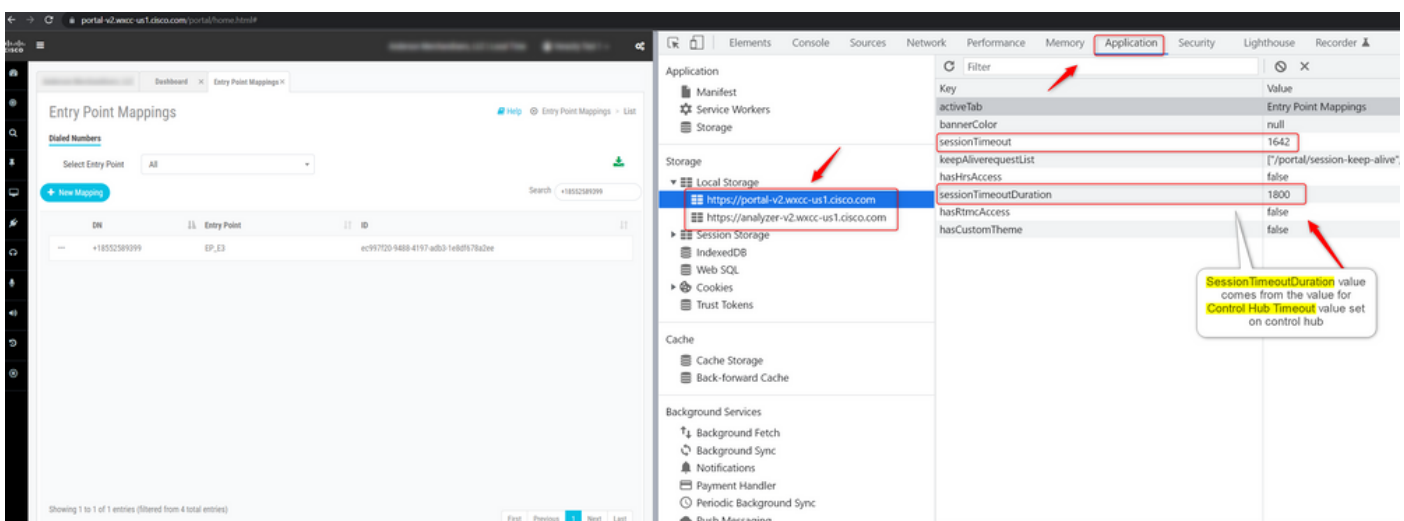 portal-v2.wxcc-us1.cisco.com/portal/home.html#
cisco
Dashboard ×
Entry Point Mappings ×
Entry Point Mappings
Help
Entry Point Mappings > List
Dialed Numbers
Select Entry Point
All
+ New Mapping
Search
+18552589399
DN
Entry Point
ID
+18552589399
EP_E3
ec997f20-9488-4197-adb3-1e8df678a2ee
Showing 1 to 1 of 1 entries (filtered from 4 total entries)
First Previous 1 Next Last
Elements Console Sources Network Performance Memory Application Security Lighthouse Recorder
Application
Manifest
Service Workers
Storage
Storage
Local Storage
https://portal-v2.wxcc-us1.cisco.com
https://analyzer-v2.wxcc-us1.cisco.com
Session Storage
IndexedDB
Web SQL
Cookies
Trust Tokens
Cache
Cache Storage
Back-forward Cache
Background Services
Background Fetch
Background Sync
Notifications
Payment Handler
Periodic Background Sync
Push Messaging
Filter
Key Value
activeTab Entry Point Mappings
bannerColor null
sessionTimeout 1642
keepAliverequestList ["/portal/session-keep-alive",
hasHrsAccess false
sessionTimeoutDuration 1800
hasRtmcAccess false
hasCustomTheme false
SessionTimeoutDuration value
comes from the value for
Control Hub Timeout value set
on control hub